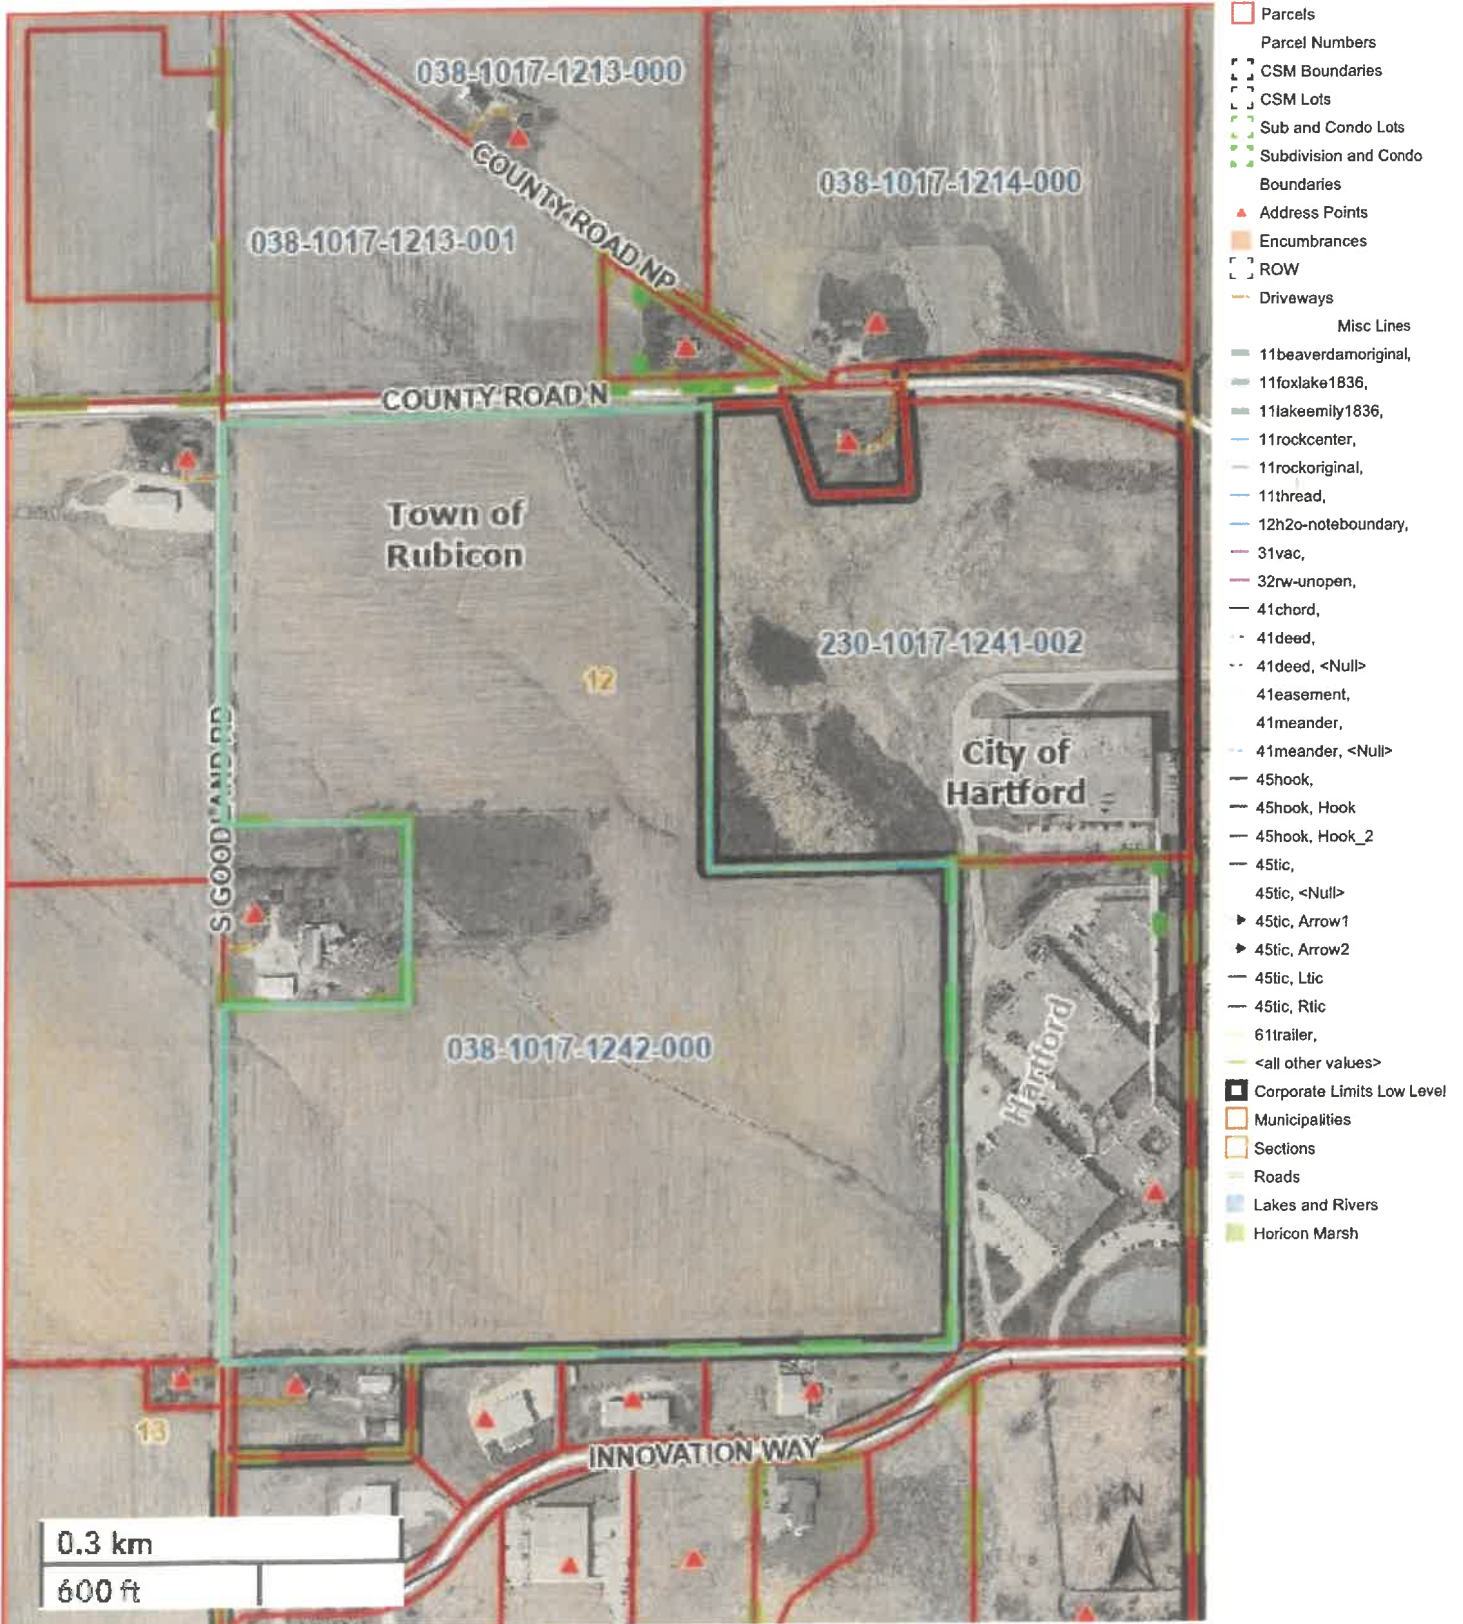 038-1017-1213-000
COUNTY ROAD NP
038-1017-1214-000
038-1017-1213-001
COUNTY ROAD N
Town of
Rubicon
230-1017-1241-002
12
City of
Hartford
S GOODLAND RD
038-1017-1242-000
Hartford
13
INNOVATION WAY
N
0.3 km
600 ft
Parcels
Parcel Numbers
CSM Boundaries
CSM Lots
Sub and Condo Lots
Subdivision and Condo
Boundaries
Address Points
Encumbrances
ROW
Driveways
Misc Lines
11beaverdamoriginal,
11foxlake1836,
11lakeemily1836,
11rockcenter,
11rockoriginal,
11thread,
12h2o-noteboundary,
31vac,
32rw-unopen,
41chord,
41deed,
41deed, <Null>
41easement,
41meander,
41meander, <Null>
45hook,
45hook, Hook
45hook, Hook_2
45tic,
45tic, <Null>
45tic, Arrow1
45tic, Arrow2
45tic, Ltic
45tic, Rtic
61trailer,
<all other values>
Corporate Limits Low Level
Municipalities
Sections
Roads
Lakes and Rivers
Horicon Marsh